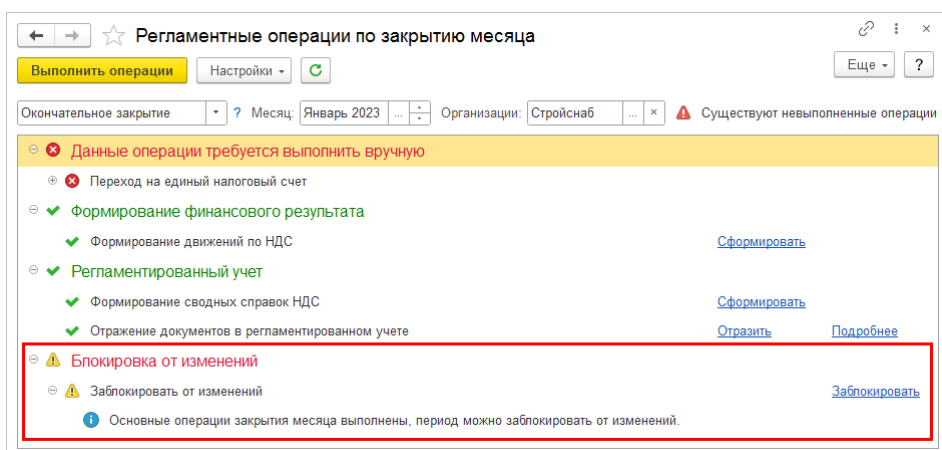 Регламентные операции по закрытию месяца
Выполнить операции Настройки Еще ?
Окончательное закрытие ? Месяц: Январь 2023 ... Организации: Стройснаб ... × Существуют невыполненные операции
Данные операции требуется выполнить вручную
Переход на единый налоговый счет
Формирование финансового результата
Формирование движений по НДС Сформировать
Регламентированный учет
Формирование сводных справок НДС Сформировать
Отражение документов в регламентированном учете Отразить Подробнее
Блокировка от изменений
Заблокировать от изменений Заблокировать
Основные операции закрытия месяца выполнены, период можно заблокировать от изменений.